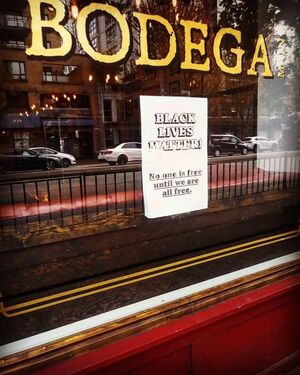 BODEGA
BLACK
LIVES
MATTER!
No one is free
until we are
all free.